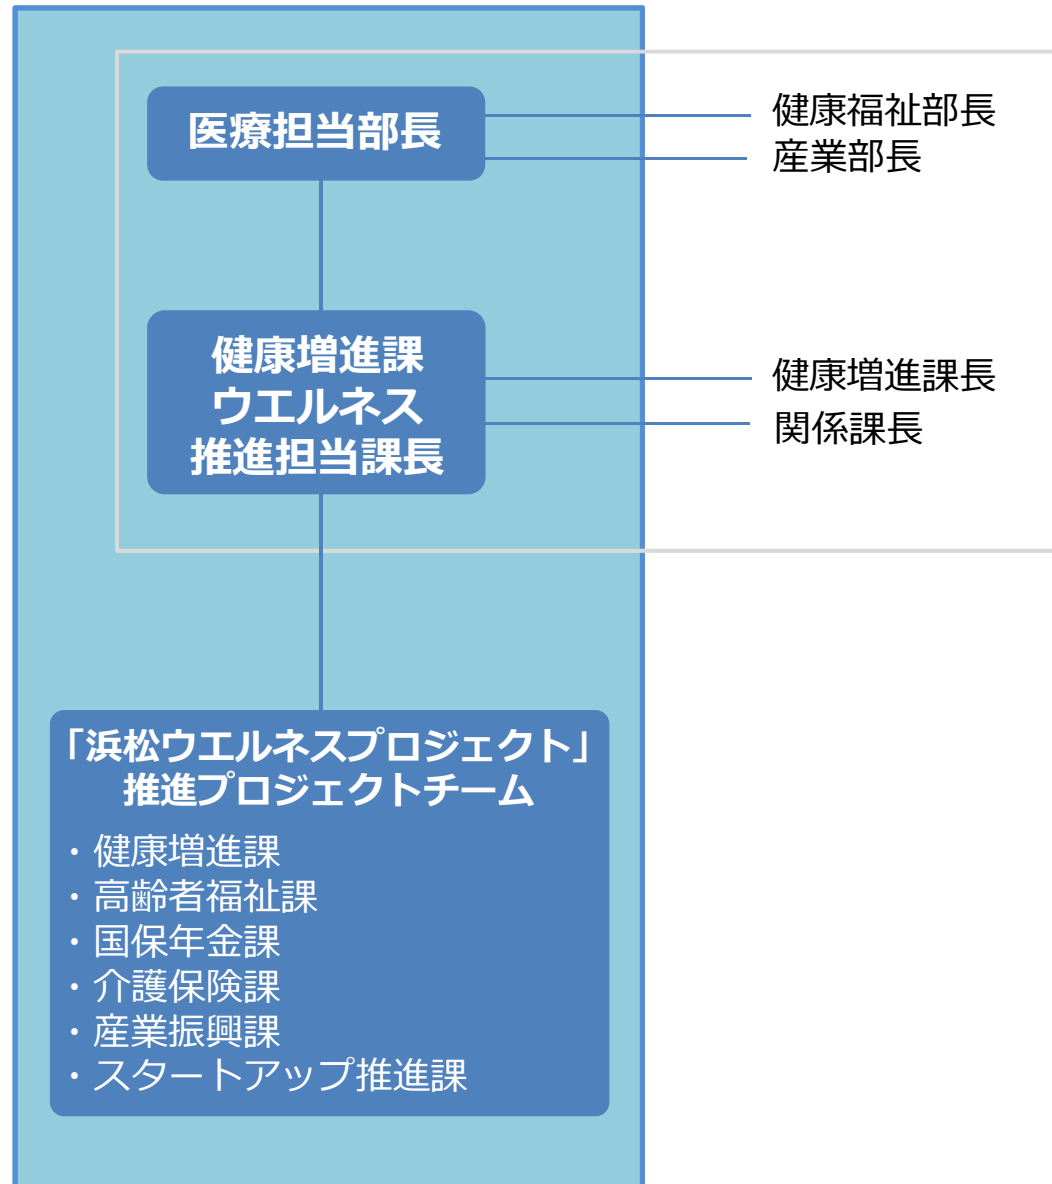 医療担当部長
健康福祉部長
産業部長
健康増進課
ウエルネス
推進担当課長
健康増進課長
関係課長
「浜松ウエルネスプロジェクト」
推進プロジェクトチーム
・健康増進課
・高齢者福祉課
・国保年金課
・介護保険課
・産業振興課
・スタートアップ推進課